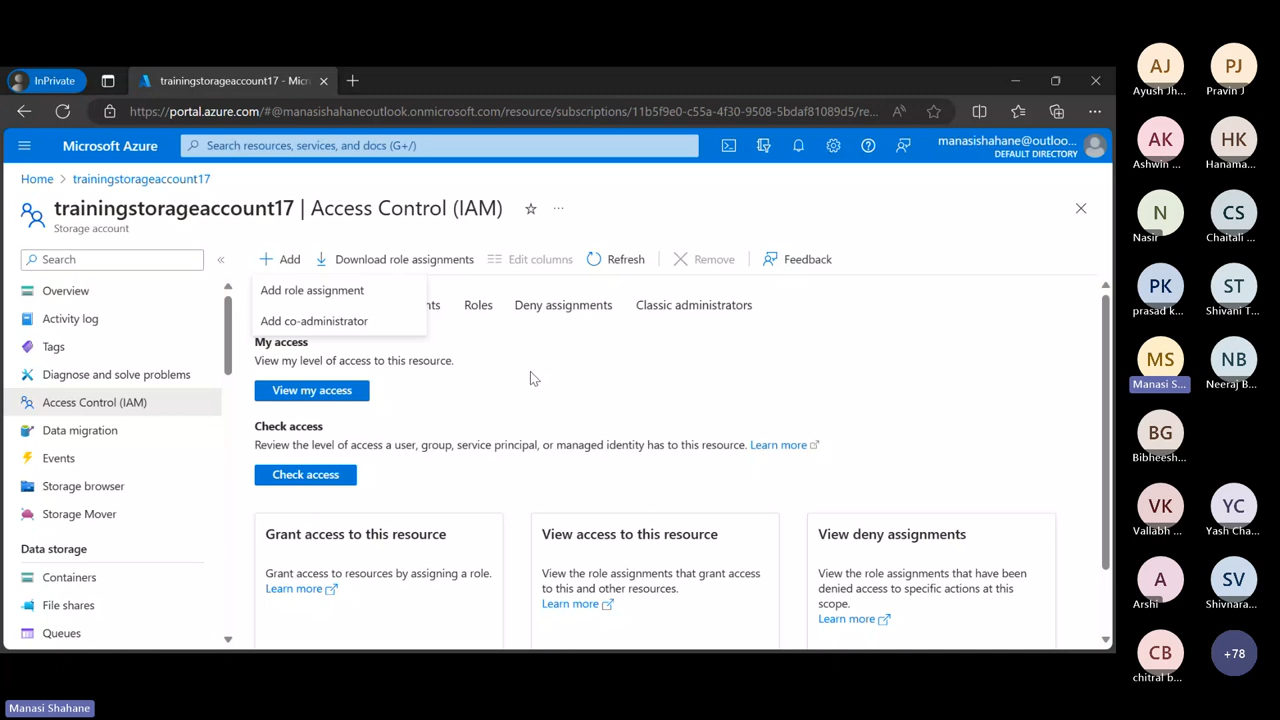 InPrivate
trainingstorageaccount17 - Micr
https://portal.azure.com/#@manasishahaneoutlook.onmicrosoft.com/resource/subscriptions/11b5f9e0-c55a-4f30-9508-5bdaf81089d5/re...
Microsoft Azure
Search resources, services, and docs (G+/)
manasishahane@outloo...
DEFAULT DIRECTORY
Home > trainingstorageaccount17
trainingstorageaccount17 | Access Control (IAM)
Storage account
Search
Add
Download role assignments
Edit columns
Refresh
Remove
Feedback
Add role assignment
Add co-administrator
nts
Roles
Deny assignments
Classic administrators
Overview
Activity log
Tags
Diagnose and solve problems
Access Control (IAM)
Data migration
Events
Storage browser
Storage Mover
Data storage
Containers
File shares
Queues
My access
View my level of access to this resource.
View my access
Check access
Review the level of access a user, group, service principal, or managed identity has to this resource. Learn more
Check access
Grant access to this resource
Grant access to resources by assigning a role.
Learn more
View access to this resource
View the role assignments that grant access
to this and other resources.
Learn more
View deny assignments
View the role assignments that have been
denied access to specific actions at this
scope.
Learn more
AJ
Ayush Jh...
PJ
Pravin J
AK
Ashwin ...
HK
Hanama...
N
Nasir
CS
Chaitali ...
PK
prasad k...
ST
Shivani T...
MS
Manasi S...
NB
Neeraj B...
BG
Bibheesh...
VK
Vallabh ...
YC
Yash Cha...
A
Arshi
SV
Shivnara...
CB
chitral b...
+78
Manasi Shahane